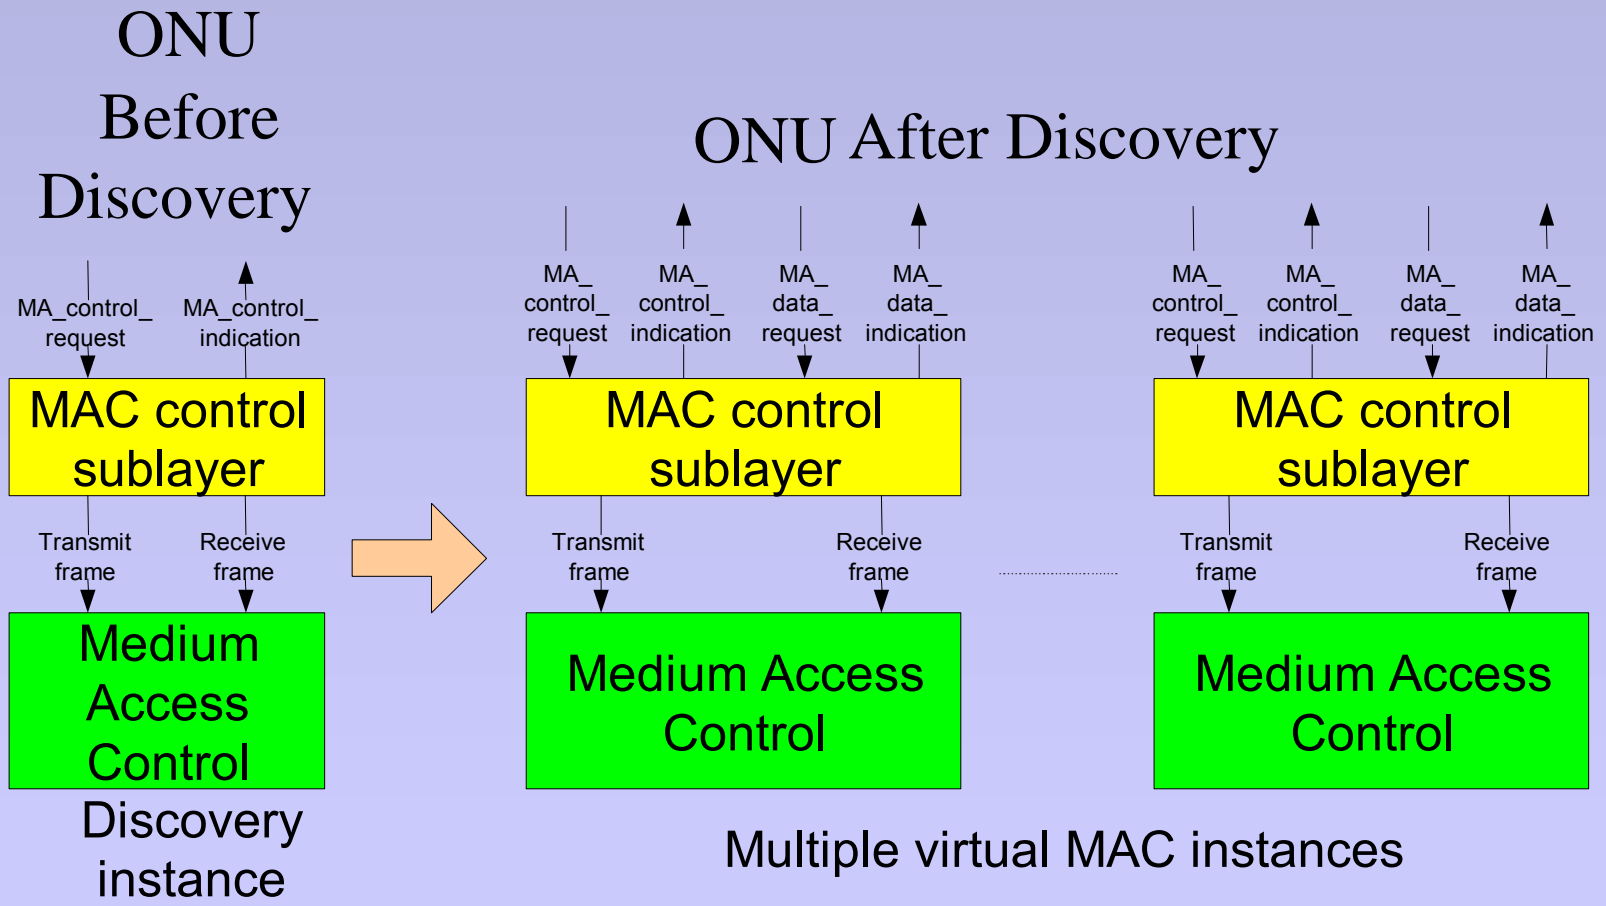 ONU
Before
Discovery
ONU After Discovery
MA_control_
request
MA_control_
indication
MA_
control_
request
MA_
control_
indication
MA_
data_
request
MA_
data_
indication
MA_
control_
request
MA_
control_
indication
MA_
data_
request
MA_
data_
indication
MAC control
sublayer
MAC control
sublayer
MAC control
sublayer
Transmit
frame
Receive
frame
Transmit
frame
Receive
frame
Transmit
frame
Receive
frame
Medium
Access
Control
Medium Access
Control
Medium Access
Control
Discovery
instance
Multiple virtual MAC instances